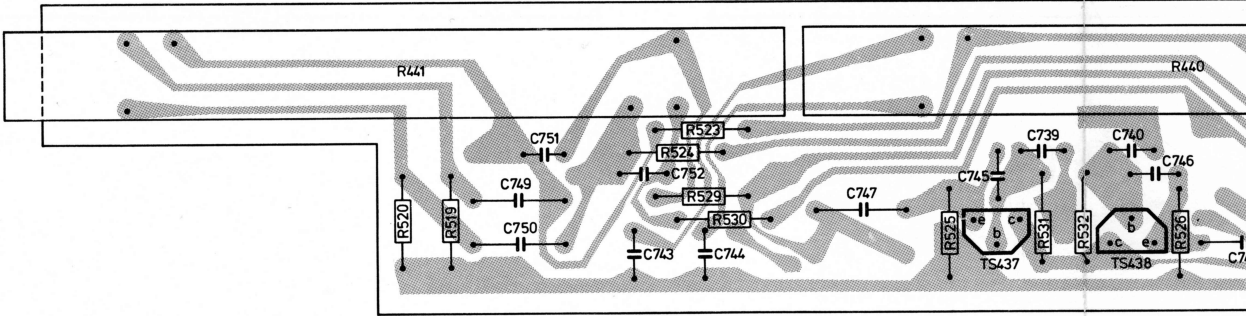 R441
R440
R523
C739
C740
C751
R524
C746
C752
C745
C749
R529
C747
R520
R519
R530
R525
e
c
b
R531
R532
b
c
e
R526
C750
C743
C744
TS437
TS438